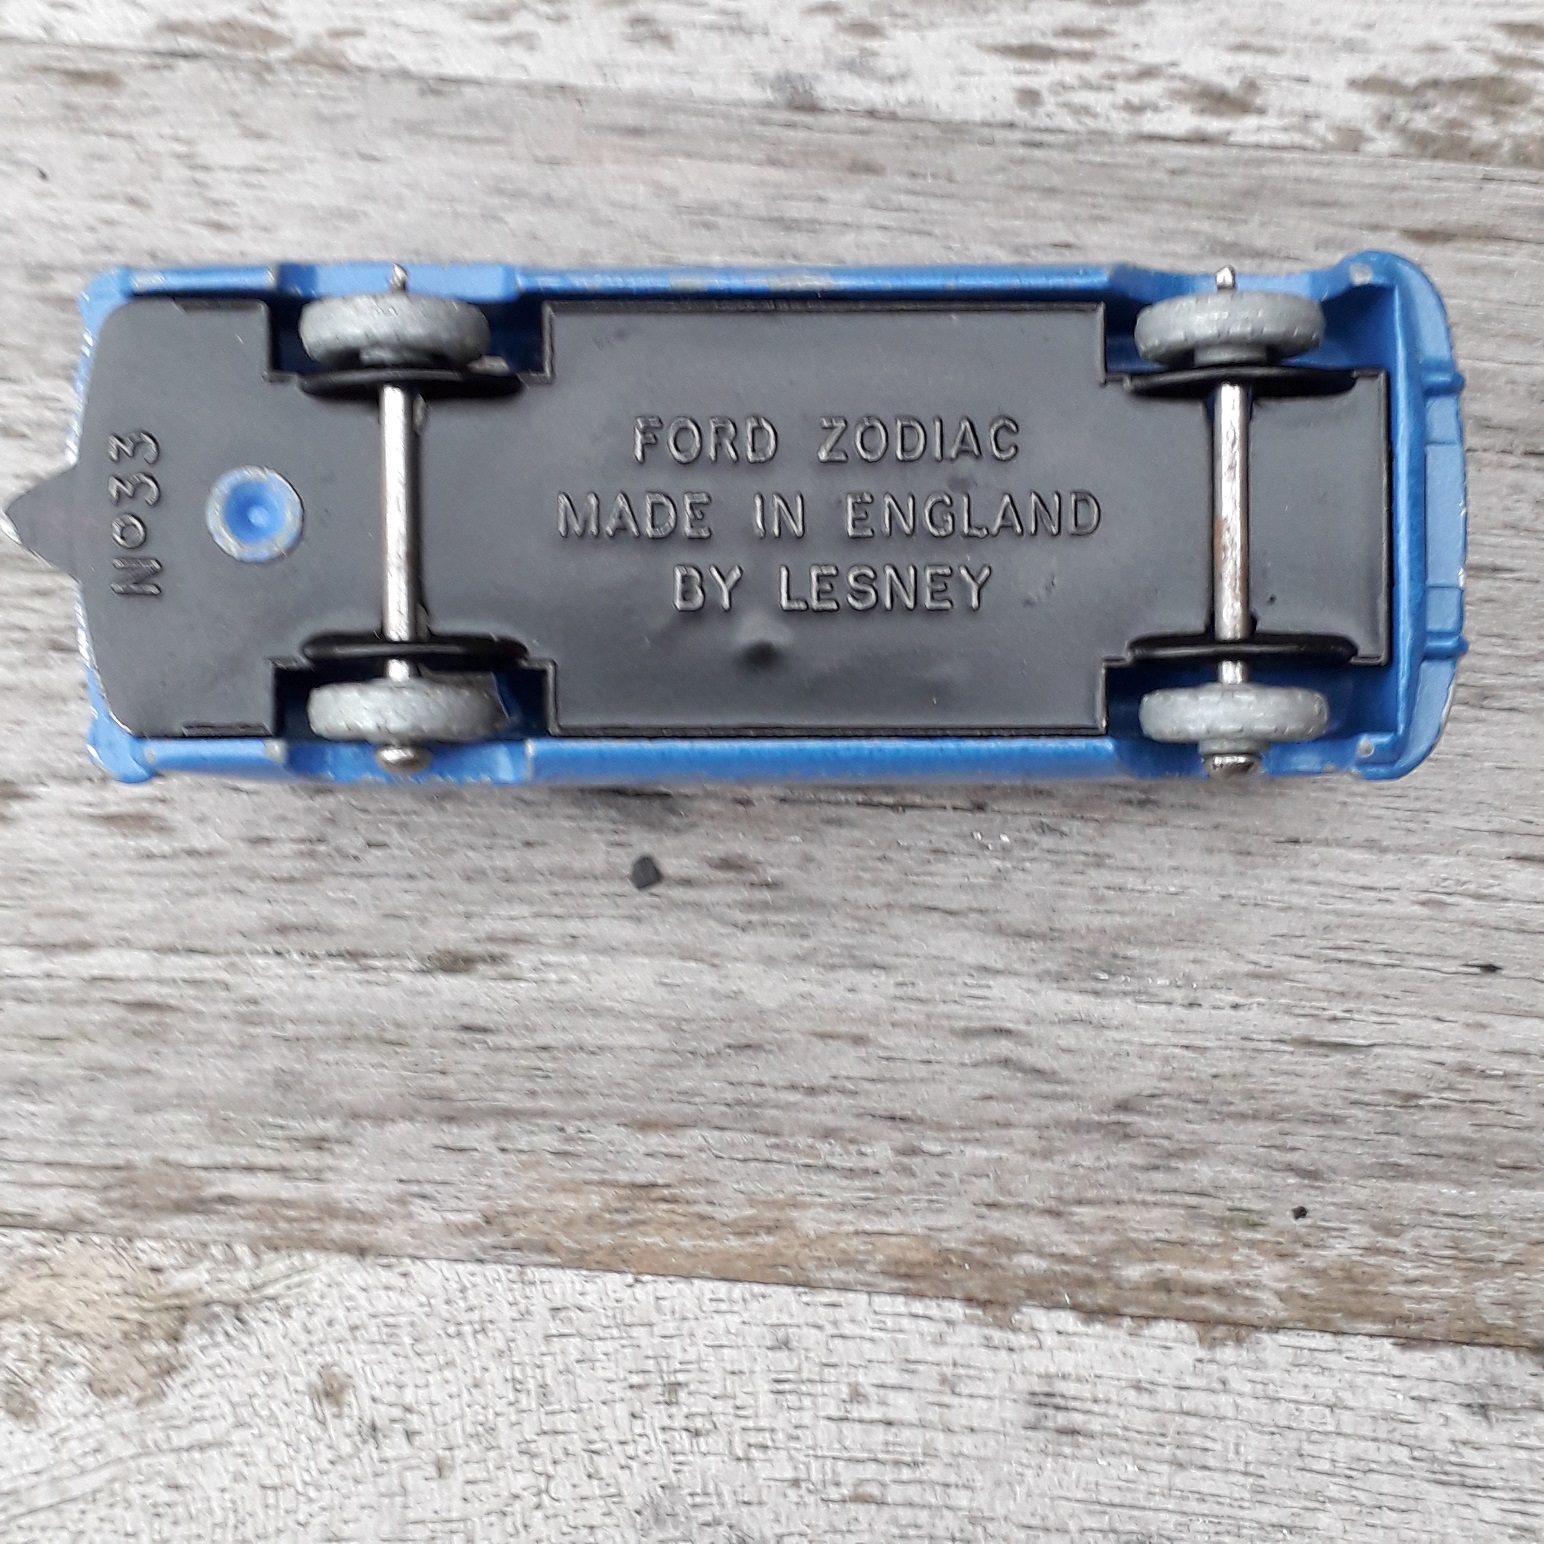 FORD ZODIAC
MADE IN ENGLAND
BY LESNEY
No33